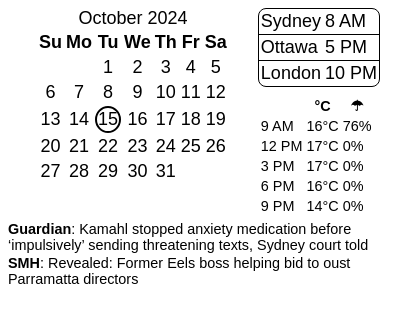 October 2024
Su Mo Tu We Th Fr Sa
1 2 3 4 5
6 7 8 9 10 11 12
13 14 15 16 17 18 19
20 21 22 23 24 25 26
27 28 29 30 31
Sydney 8 AM
Ottawa 5 PM
London 10 PM
°C ☂
9 AM 16°C 76%
12 PM 17°C 0%
3 PM 17°C 0%
6 PM 16°C 0%
9 PM 14°C 0%
Guardian: Kamahl stopped anxiety medication before
‘impulsively’ sending threatening texts, Sydney court told
SMH: Revealed: Former Eels boss helping bid to oust
Parramatta directors